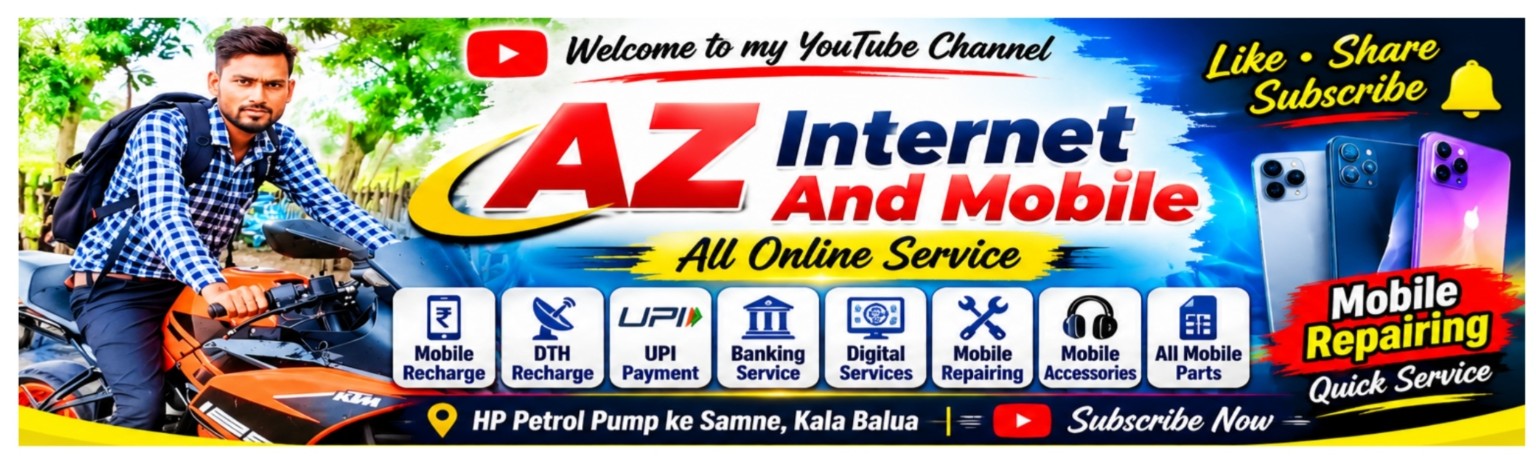 Welcome to my YouTube Channel
Like • Share
Subscribe
AZ Internet
And Mobile
All Online Service
Mobile
Recharge
DTH
Recharge
UPI
UPI
Payment
Banking
Service
Digital
Services
Mobile
Repairing
Mobile
Accessories
All Mobile
Parts
Mobile
Repairing
Quick Service
HP Petrol Pump ke Samne, Kala Balua
Subscribe Now
KTM